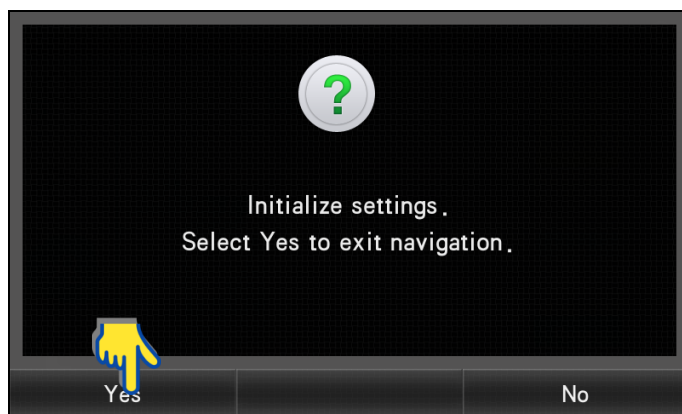 ?
Initialize settings.
Select Yes to exit navigation.
Yes
No